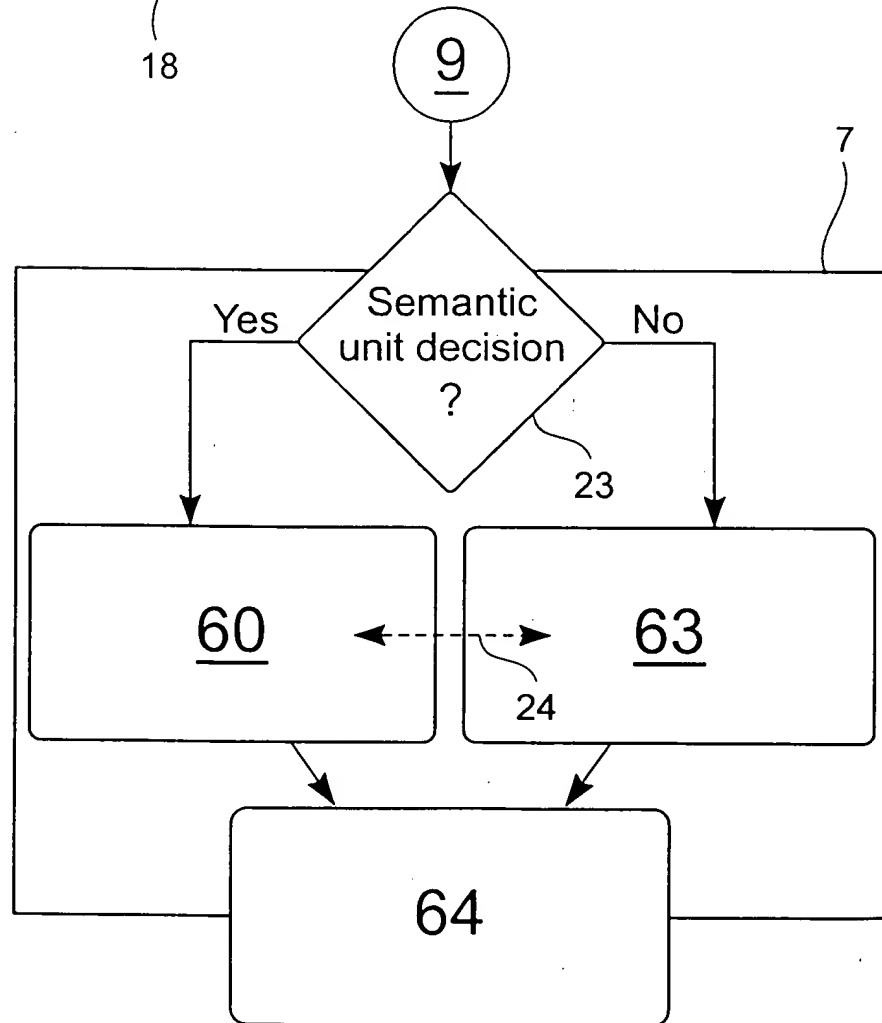 18
9
7
Semantic
unit decision
?
Yes
No
23
60
63
24
64